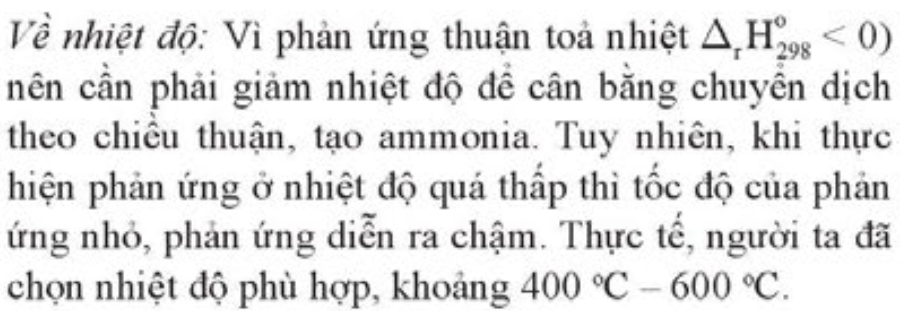 Về nhiệt độ: Vì phản ứng thuận toả nhiệt ΔᵣH°₂₉₈ < 0)
nên cần phải giảm nhiệt độ để cân bằng chuyển dịch
theo chiều thuận, tạo ammonia. Tuy nhiên, khi thực
hiện phản ứng ở nhiệt độ quá thấp thì tốc độ của phản
ứng nhỏ, phản ứng diễn ra chậm. Thực tế, người ta đã
chọn nhiệt độ phù hợp, khoảng 400 °C – 600 °C.